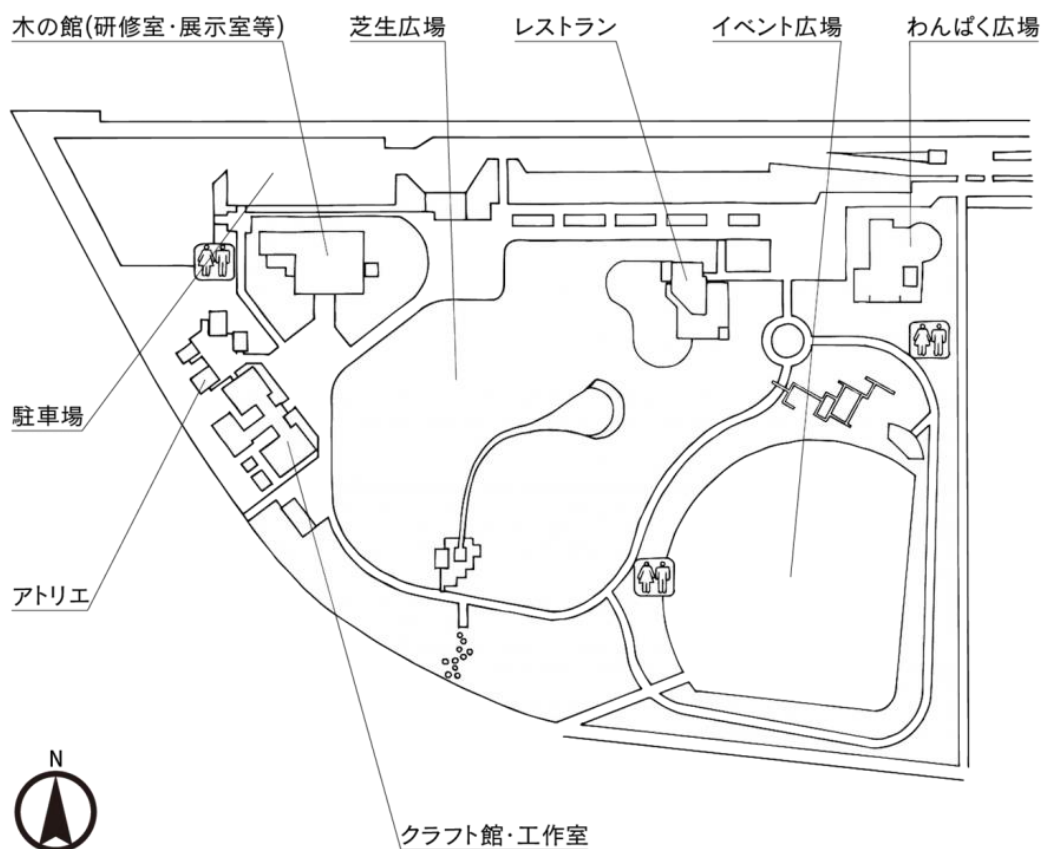 木の館(研修室・展示室等)
芝生広場
レストラン
イベント広場
わんぱく広場
駐車場
アトリエ
N
クラフト館・工作室